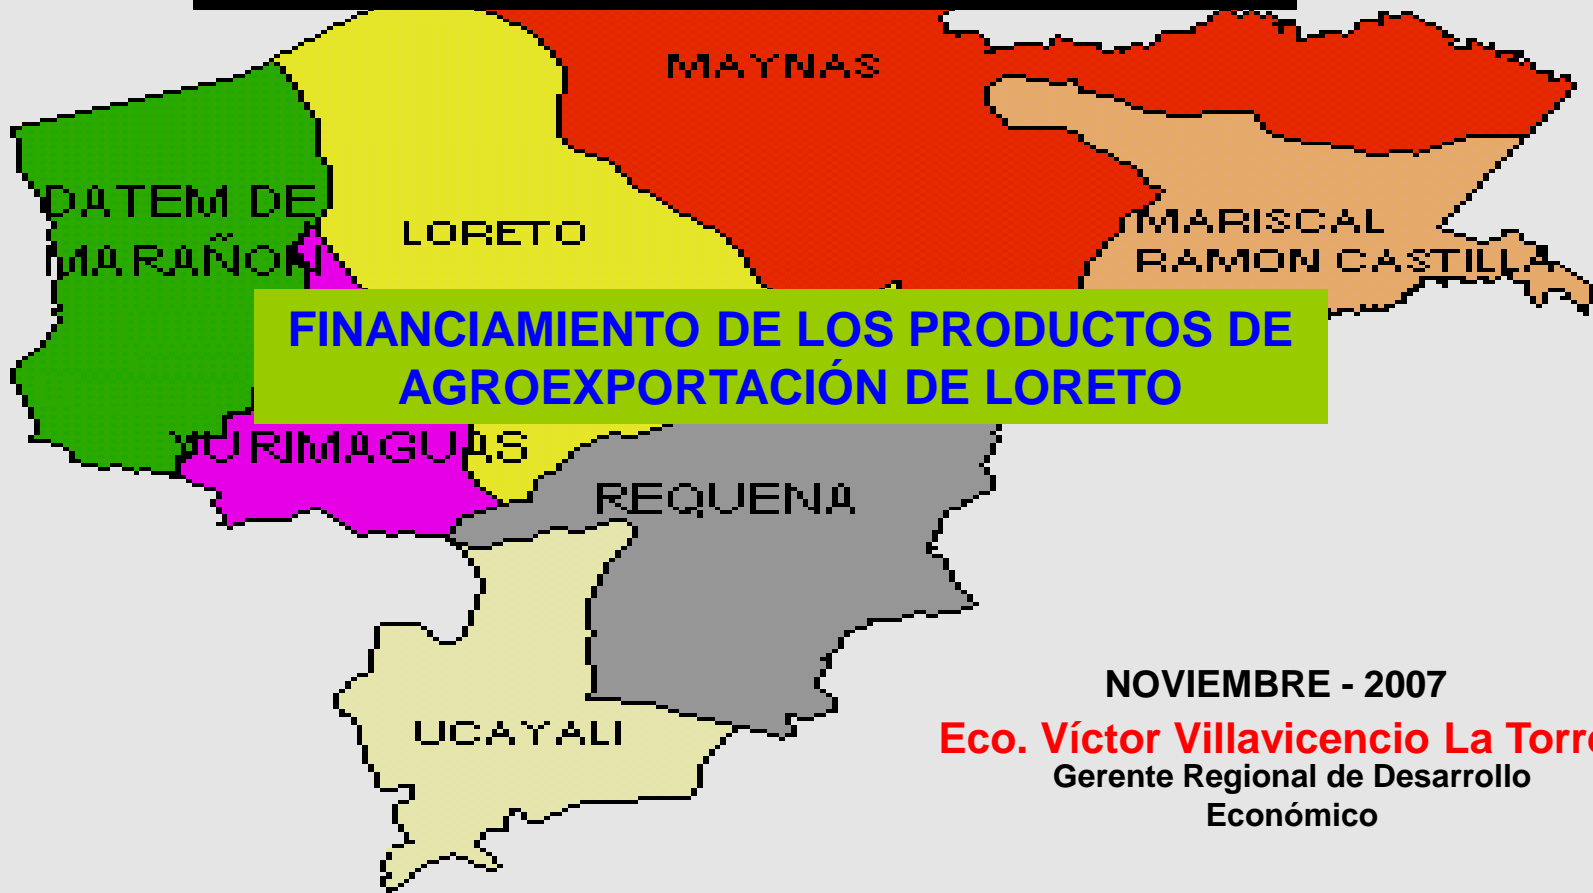 MAYNAS
DATEM DE
MARAÑON
LORETO
MARISCAL
RAMON CASTILLA
FINANCIAMIENTO DE LOS PRODUCTOS DE
AGROEXPORTACIÓN DE LORETO
YURIMAGUAS
REQUENA
UCAYALI
NOVIEMBRE - 2007
Eco. Víctor Villavicencio La Torre
Gerente Regional de Desarrollo
Económico